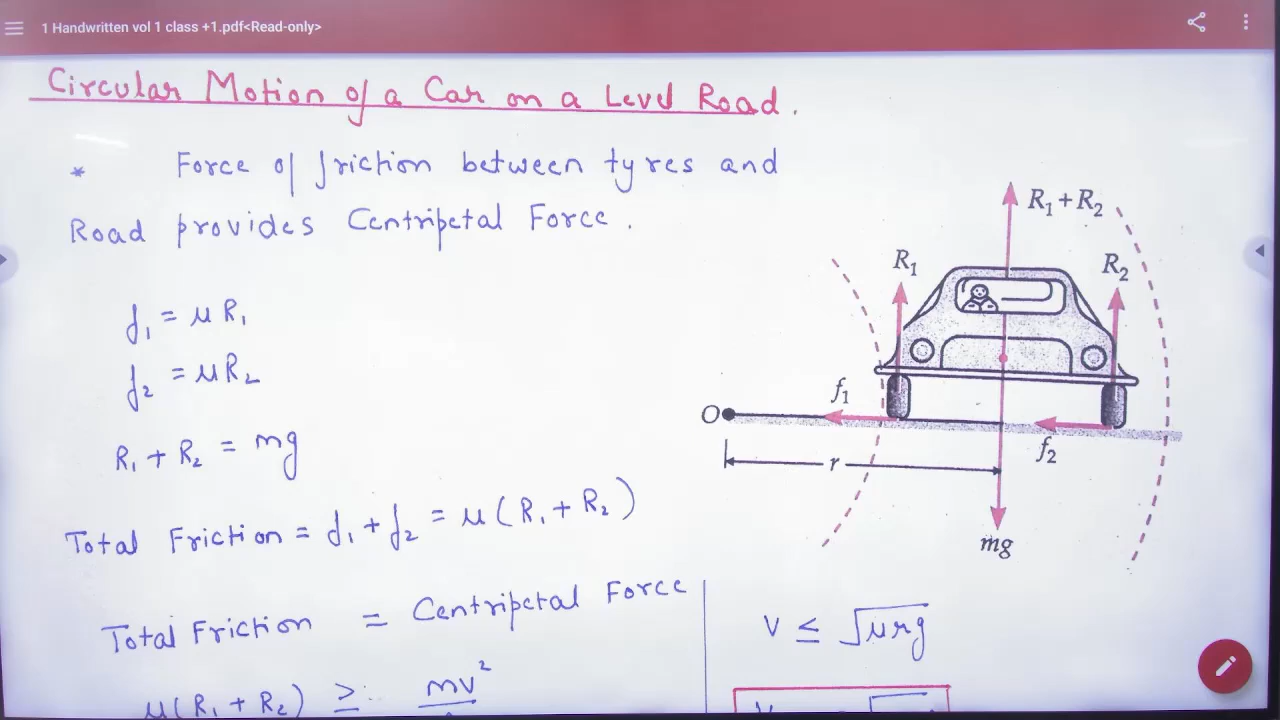 1 Handwritten vol 1 class +1.pdf<Read-only>
Circular Motion of a Car on a Level Road.
* Force of friction between tyres and
Road provides Centripetal Force.
f₁ = μR₁
f₂ = μR₂
R₁ + R₂ = mg
Total Friction = f₁ + f₂ = μ(R₁ + R₂)
Total Friction = Centripetal Force
μ(R₁ + R₂) ≥ mv²
R₁ + R₂
R₁
R₂
f₁
O
f₂
r
mg
V ≤ √μrg